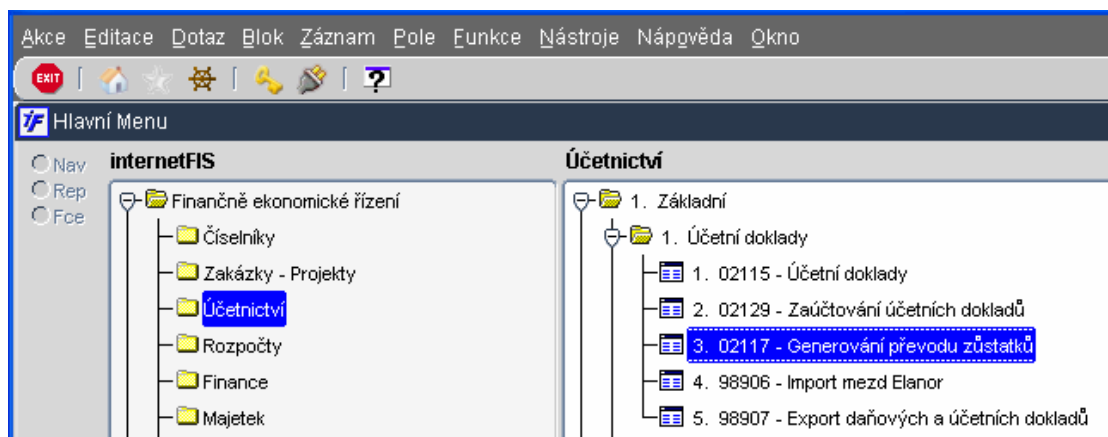 Akce Editace Dotaz Blok Záznam Pole Funkce Nástroje Nápověda Okno
EXIT
Hlavní Menu
Nav
Rep
Fce
internetFIS
Finančně ekonomické řízení
Číselníky
Zakázky - Projekty
Účetnictví
Rozpočty
Finance
Majetek
Účetnictví
1. Základní
1. Účetní doklady
1. 02115 - Účetní doklady
2. 02129 - Zaúčtování účetních dokladů
3. 02117 - Generování převodu zůstatků
4. 98906 - Import mezd Elanor
5. 98907 - Export daňových a účetních dokladů